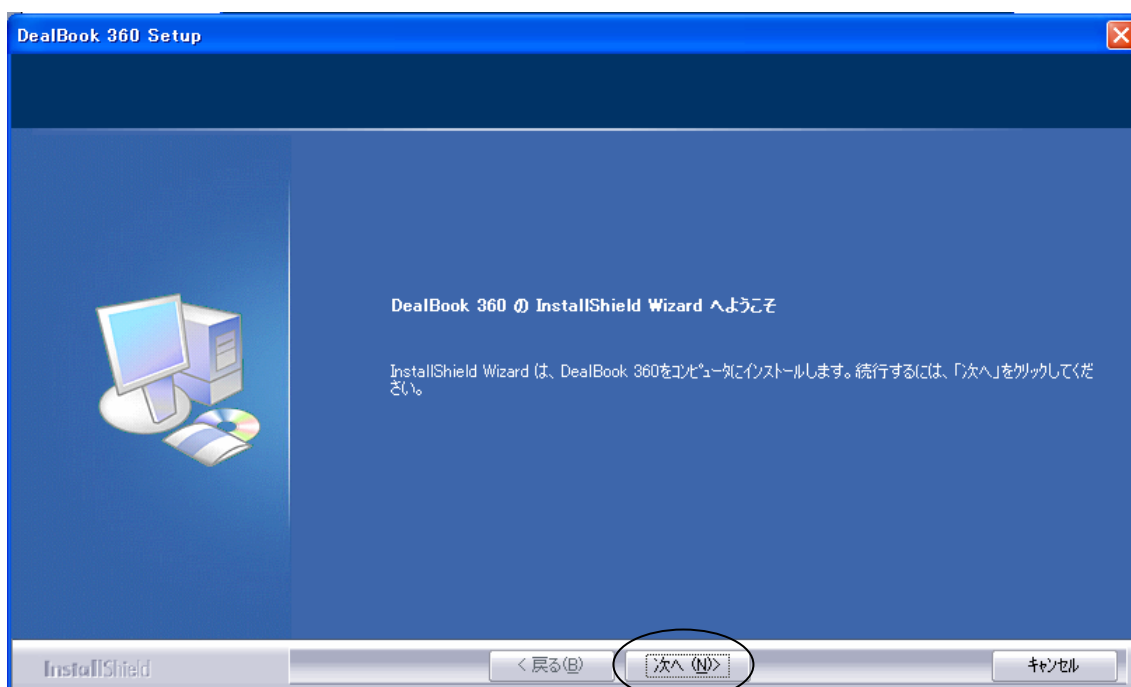 DealBook 360 Setup
DealBook 360 の InstallShield Wizard へようこそ
InstallShield Wizard は、DealBook 360をｺﾝﾋﾟｭｰﾀにｲﾝｽﾄｰﾙします。続行するには、「次へ」をｸﾘｯｸしてくだ
さい。
InstallShield
< 戻る(B)
次へ (N)>
ｷｬﾝｾﾙ